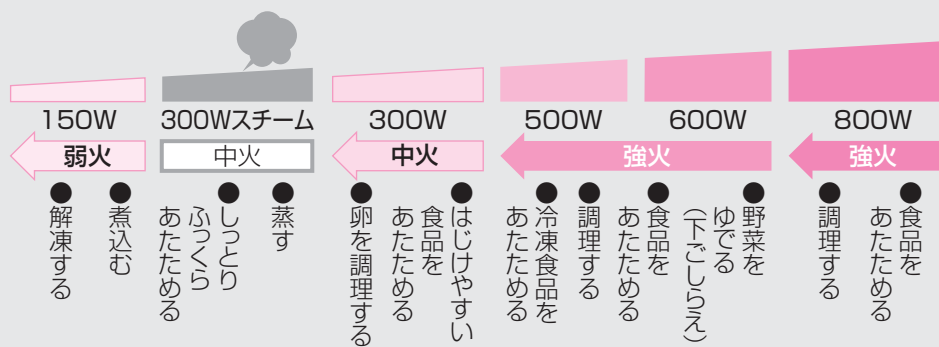 150W
300Wスチーム
300W
500W
600W
800W
弱火
中火
中火
強火
強火
●解凍する
●煮込む
●しっとり
ふっくら
あたためる
●蒸す
●卵を調理する
●はじけやすい
食品を
あたためる
●冷凍食品を
あたためる
●調理する
●食品を
あたためる
●野菜を
ゆでる
(下ごしらえ)
●調理する
●食品を
あたためる